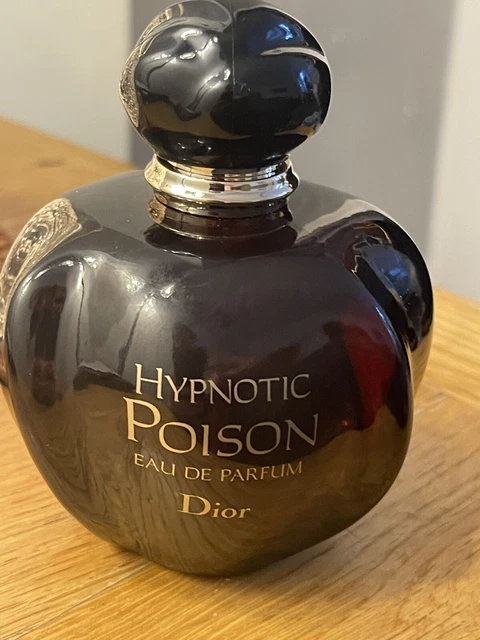 HYPNOTIC
POISON
EAU DE PARFUM
Dior